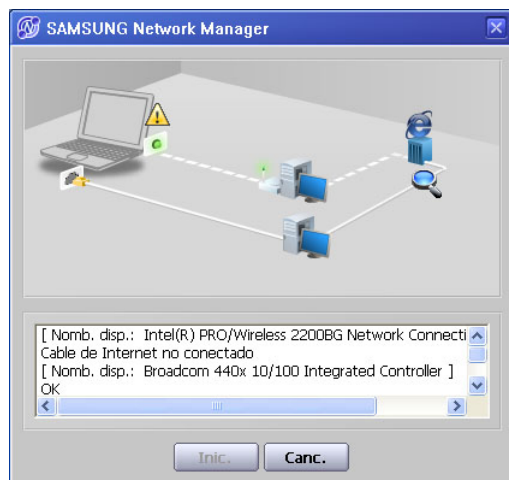 SAMSUNG Network Manager
[ Nomb. disp.: Intel(R) PRO/Wireless 2200BG Network Connecti
Cable de Internet no conectado
[ Nomb. disp.: Broadcom 440x 10/100 Integrated Controller ]
OK
Inic.
Canc.